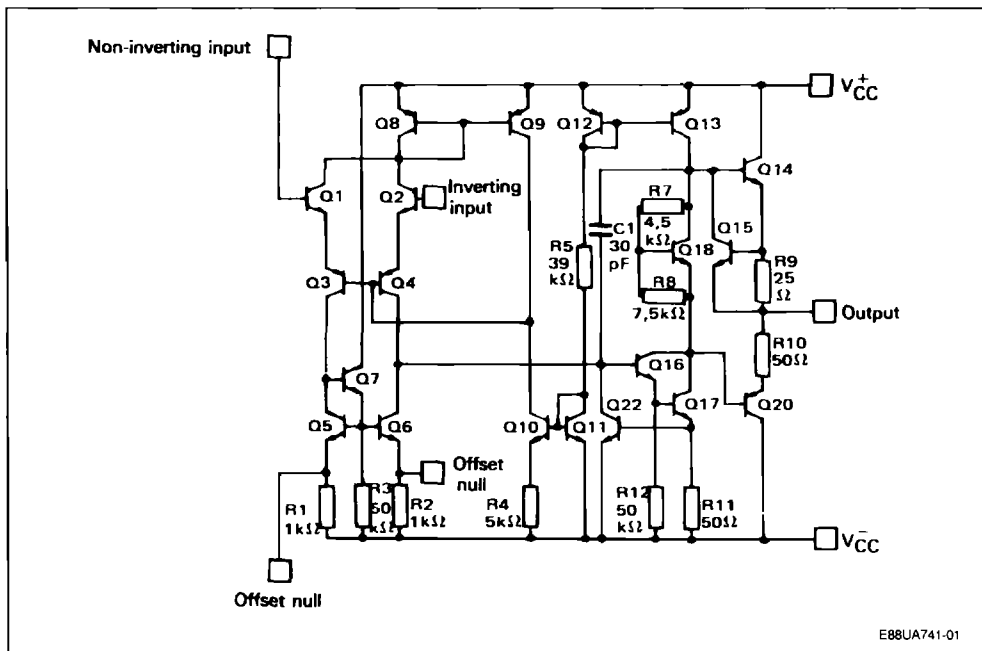 Non-inverting input
V+CC
Q8
Q9
Q12
Q13
Q14
Q1
Q2
Inverting
input
R7
4,5
kΩ
C1
30
pF
Q18
Q15
R5
39
kΩ
R8
7,5kΩ
R9
25
Ω
Q3
Q4
Output
R10
50Ω
Q7
Q16
Q5
Q6
Q10
Q11
Q22
Q17
Q20
Offset
null
R1
1kΩ
R3
50
kΩ
R2
1kΩ
R4
5kΩ
R12
50
kΩ
R11
50Ω
V-CC
Offset null
E88UA741-01